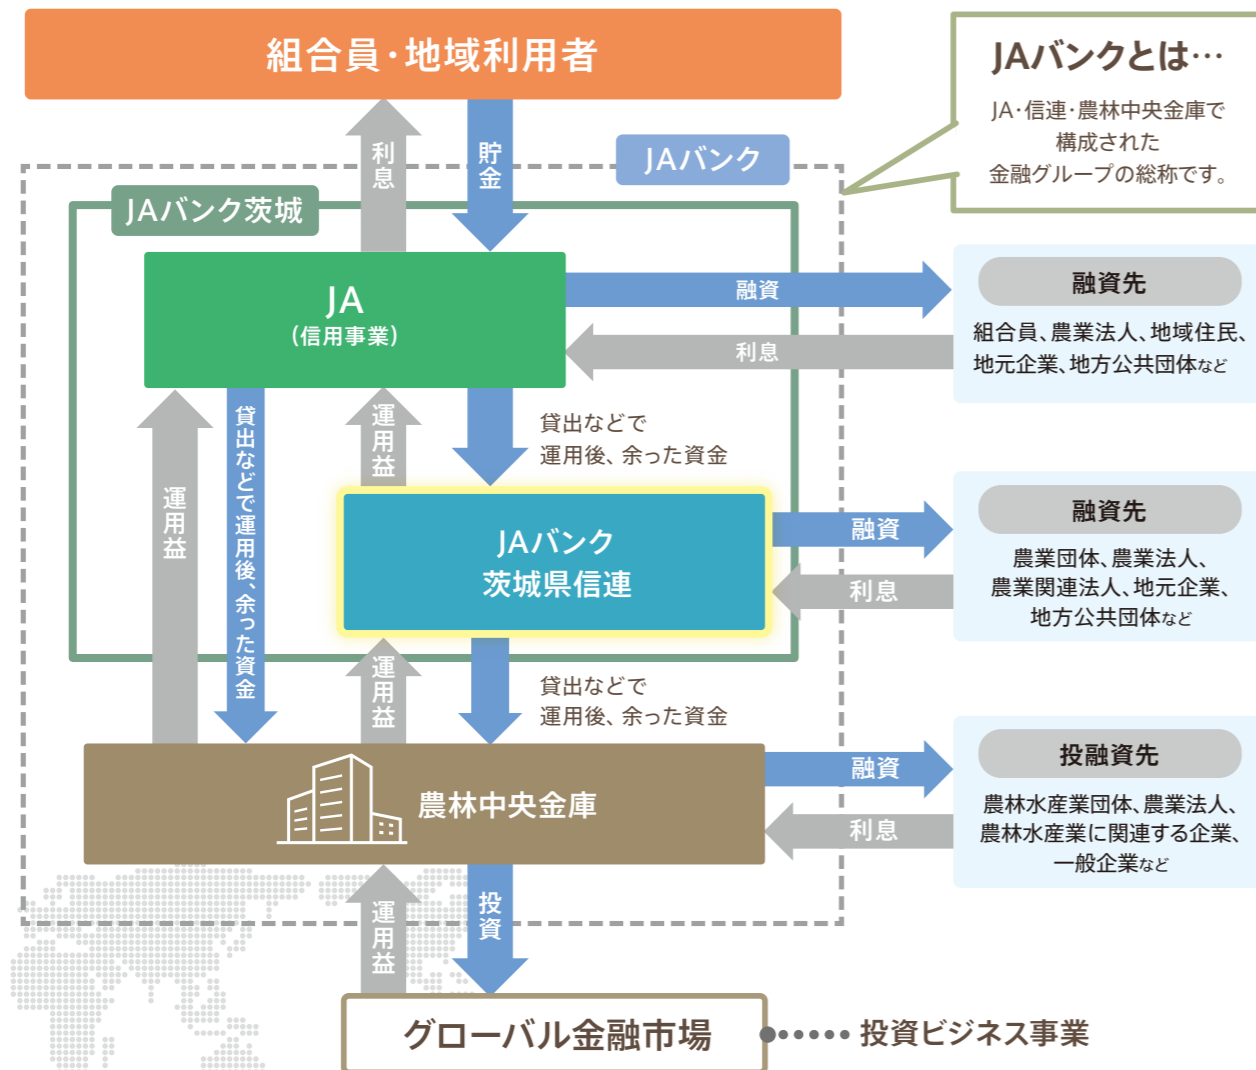 組合員・地域利用者
JAバンクとは…
JA・信連・農林中央金庫で
構成された
金融グループの総称です。
利息
貯金
JAバンク
JAバンク茨城
JA
(信用事業)
融資
利息
融資先
組合員、農業法人、地域住民、
地元企業、地方公共団体など
運用益
貸出などで運用後、余った資金
運用益
貸出などで
運用後、余った資金
JAバンク
茨城県信連
融資
利息
融資先
農業団体、農業法人、
農業関連法人、地元企業、
地方公共団体など
運用益
貸出などで
運用後、余った資金
農林中央金庫
融資
利息
投融資先
農林水産業団体、農業法人、
農林水産業に関連する企業、
一般企業など
運用益
投資
グローバル金融市場
投資ビジネス事業